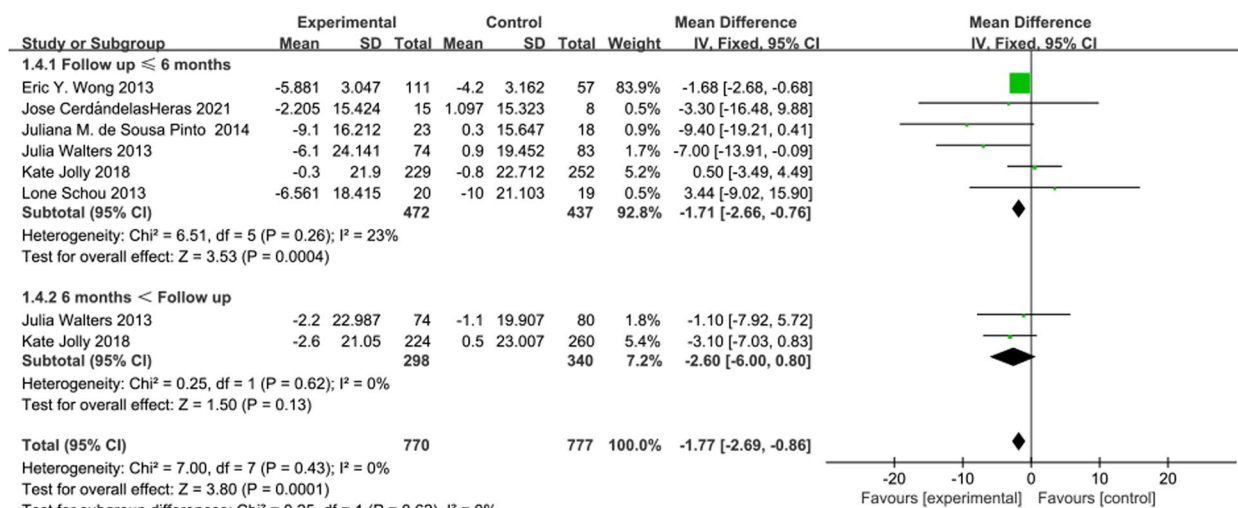 Experimental Control Mean Difference Mean Difference
Study or Subgroup Mean SD Total Mean SD Total Weight IV, Fixed, 95% CI IV, Fixed, 95% CI
1.4.1 Follow up ≤ 6 months
Eric Y. Wong 2013 -5.881 3.047 111 -4.2 3.162 57 83.9% -1.68 [-2.68, -0.68]
Jose CerdándelasHeras 2021 -2.205 15.424 15 1.097 15.323 8 0.5% -3.30 [-16.48, 9.88]
Juliana M. de Sousa Pinto 2014 -9.1 16.212 23 0.3 15.647 18 0.9% -9.40 [-19.21, 0.41]
Julia Walters 2013 -6.1 24.141 74 0.9 19.452 83 1.7% -7.00 [-13.91, -0.09]
Kate Jolly 2018 -0.3 21.9 229 -0.8 22.712 252 5.2% 0.50 [-3.49, 4.49]
Lone Schou 2013 -6.561 18.415 20 -10 21.103 19 0.5% 3.44 [-9.02, 15.90]
Subtotal (95% CI) 472 437 92.8% -1.71 [-2.66, -0.76]
Heterogeneity: Chi² = 6.51, df = 5 (P = 0.26); I² = 23%
Test for overall effect: Z = 3.53 (P = 0.0004)
1.4.2 6 months < Follow up
Julia Walters 2013 -2.2 22.987 74 -1.1 19.907 80 1.8% -1.10 [-7.92, 5.72]
Kate Jolly 2018 -2.6 21.05 224 0.5 23.007 260 5.4% -3.10 [-7.03, 0.83]
Subtotal (95% CI) 298 340 7.2% -2.60 [-6.00, 0.80]
Heterogeneity: Chi² = 0.25, df = 1 (P = 0.62); I² = 0%
Test for overall effect: Z = 1.50 (P = 0.13)
Total (95% CI) 770 777 100.0% -1.77 [-2.69, -0.86]
Heterogeneity: Chi² = 7.00, df = 7 (P = 0.43); I² = 0%
-20 -10 0 10 20
Test for overall effect: Z = 3.80 (P = 0.0001)
Favours [experimental] Favours [control]
Test for subgroup differences: Chi² = 0.25, df = 1 (P = 0.62), I² = 0%